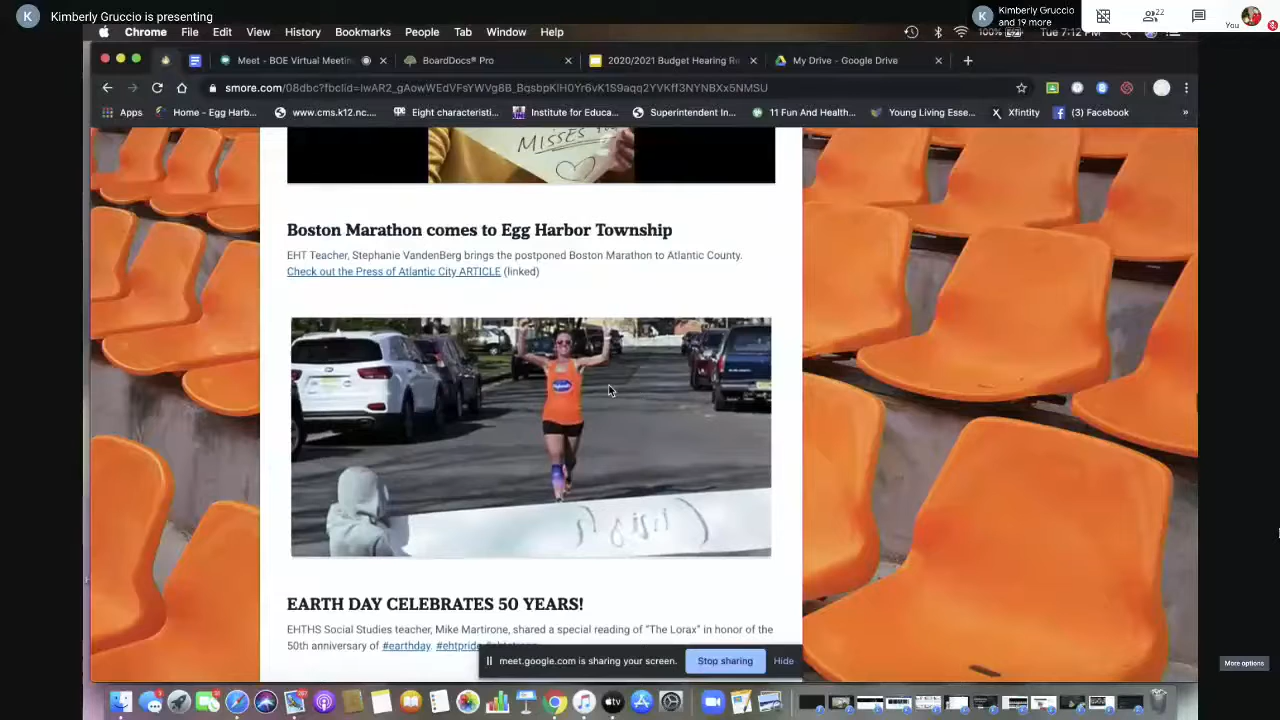 Kimberly Gruccio is presenting
Kimberly Gruccio
and 19 more
22
You
Chrome File Edit View History Bookmarks People Tab Window Help
100%
Tue 7:12 PM
Meet - BOE Virtual Meetin
BoardDocs® Pro
2020/2021 Budget Hearing Re
My Drive - Google Drive
Apps
Home - Egg Harb...
www.cms.k12.nc....
Eight characteristi...
Institute for Educa...
Superintendent In...
11 Fun And Health...
Young Living Esse...
Xfinity
(3) Facebook
MISSES
Boston Marathon comes to Egg Harbor Township
EHT Teacher, Stephanie VandenBerg brings the postponed Boston Marathon to Atlantic County.
Check out the Press of Atlantic City ARTICLE (linked)
EARTH DAY CELEBRATES 50 YEARS!
EHTHS Social Studies teacher, Mike Martirone, shared a special reading of "The Lorax" in honor of the
50th anniversary of #earthday. #ehtpride
meet.google.com is sharing your screen.
Stop sharing
Hide
More options